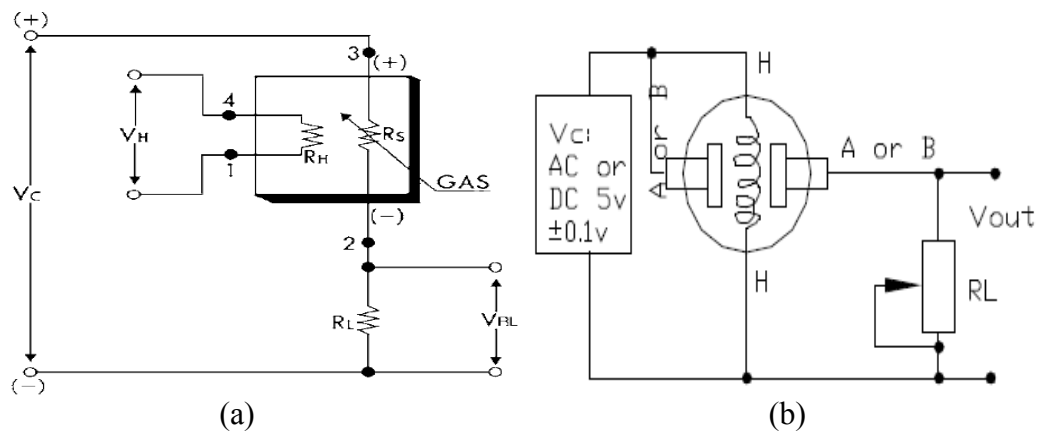 (+)
3
(+)
4
VH
RH
RS
1
GAS
VC
(-)
2
RL
VRL
(-)
(a)
H
A or B
Vc:
AC or
DC 5v
±0.1v
A or B
Vout
H
RL
(b)